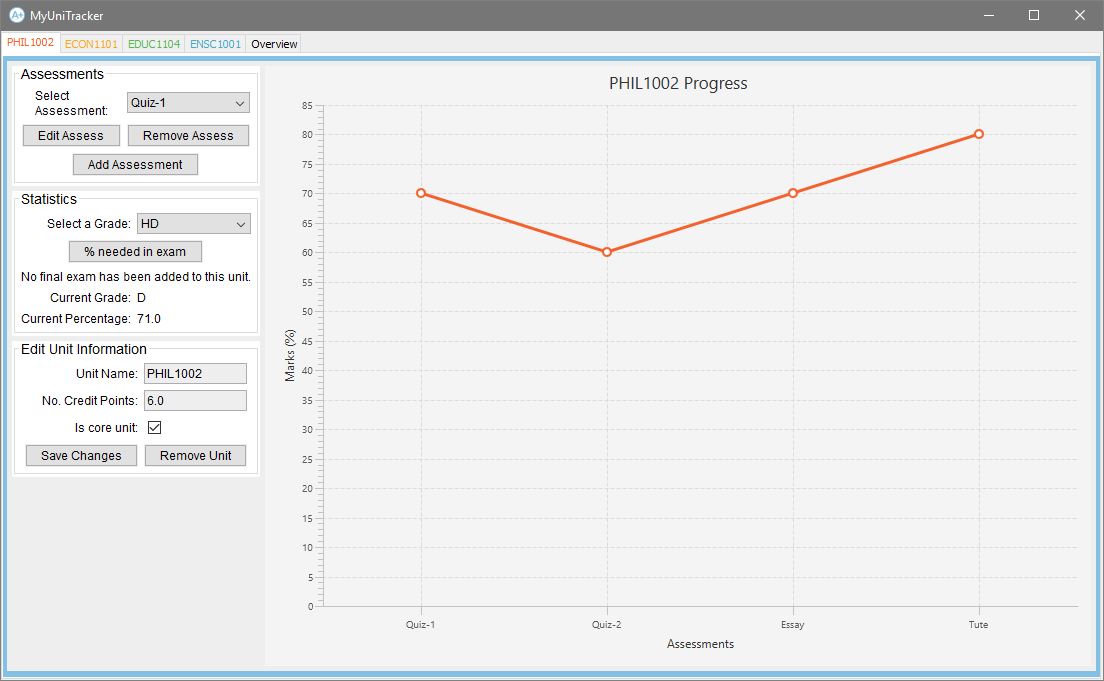 A+ MyUniTracker
PHIL1002 ECON1101 EDUC1104 ENSC1001 Overview
Assessments
Select
Assessment:
Quiz-1
Edit Assess Remove Assess
Add Assessment
Statistics
Select a Grade: HD
% needed in exam
No final exam has been added to this unit.
Current Grade: D
Current Percentage: 71.0
Edit Unit Information
Unit Name: PHIL1002
No. Credit Points: 6.0
Is core unit:
Save Changes Remove Unit
PHIL1002 Progress
Marks (%)
85
80
75
70
65
60
55
50
45
40
35
30
25
20
15
10
5
0
Quiz-1 Quiz-2 Essay Tute
Assessments